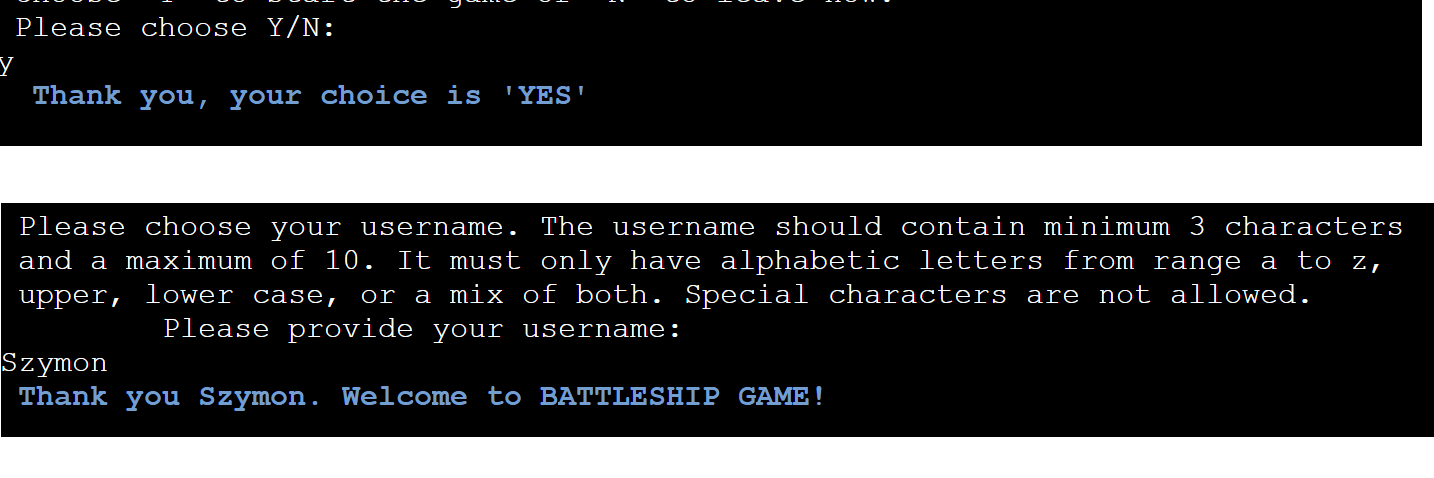 Please choose Y/N:
y
Thank you, your choice is 'YES'
Please choose your username. The username should contain minimum 3 characters
and a maximum of 10. It must only have alphabetic letters from range a to z,
upper, lower case, or a mix of both. Special characters are not allowed.
Please provide your username:
Szymon
Thank you Szymon. Welcome to BATTLESHIP GAME!